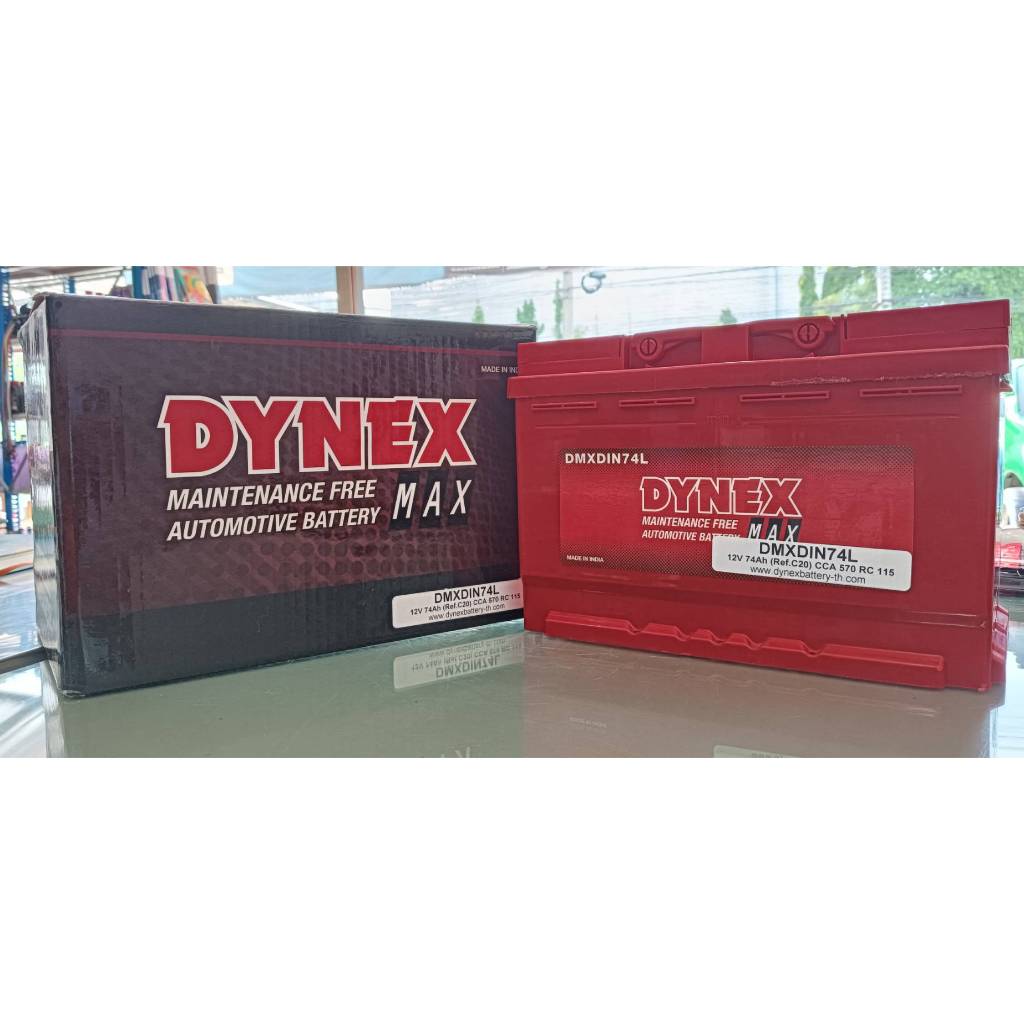 MADE IN IND
DYNEX
MAINTENANCE FREE
AUTOMOTIVE BATTERY
MAX
DMXDIN74L
12V 74Ah (Ref.C20) CCA 570 RC 115
www.dynexbattery-th.com
DMXDIN74L
DYNEX
MAINTENANCE FREE
AUTOMOTIVE BATTERY
MAX
MADE IN INDIA
DMXDIN74L
12V 74Ah (Ref.C20) CCA 570 RC 115
www.dynexbattery-th.com